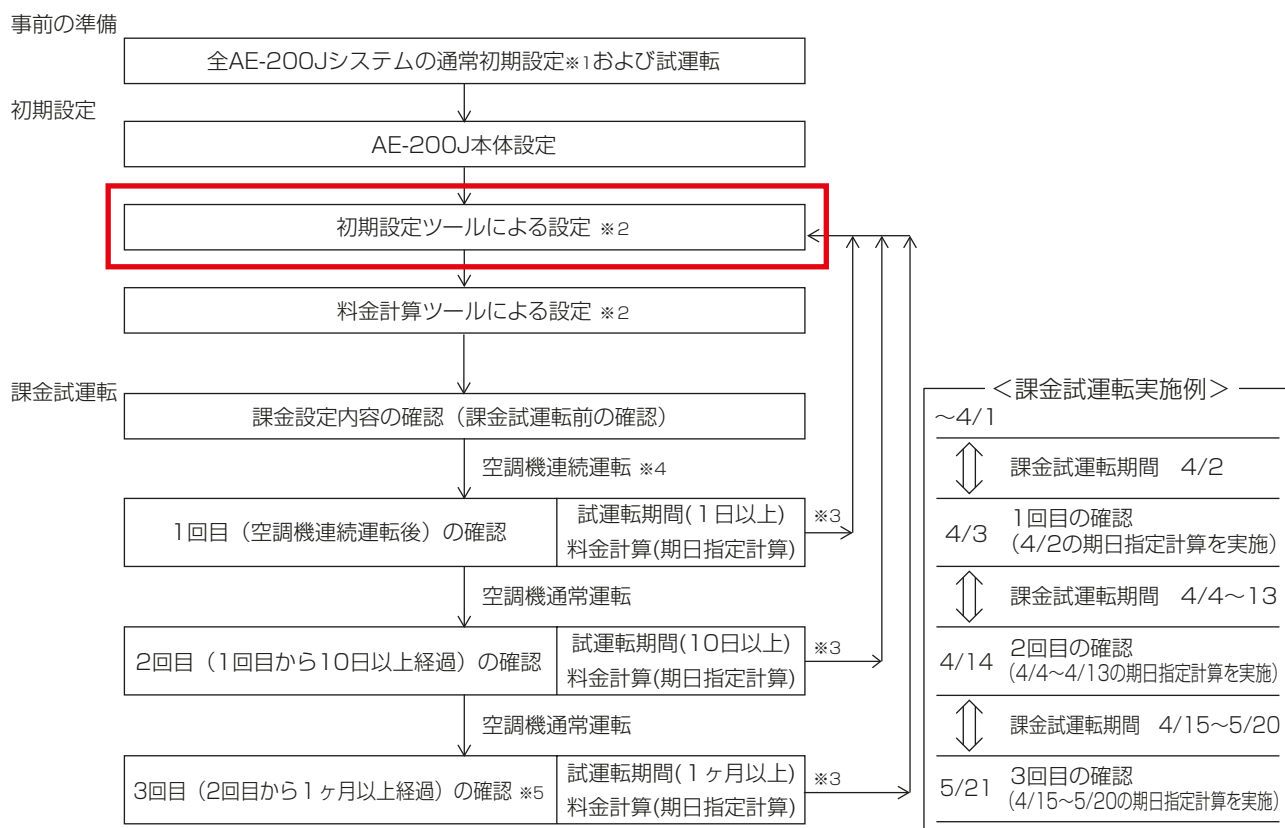 事前の準備
全AE-200Jシステムの通常初期設定※1および試運転
初期設定
AE-200J本体設定
初期設定ツールによる設定 ※2
料金計算ツールによる設定 ※2
課金試運転
課金設定内容の確認（課金試運転前の確認）
空調機連続運転 ※4
1回目（空調機連続運転後）の確認
試運転期間(1日以上)
料金計算(期日指定計算)
※3
空調機通常運転
2回目（1回目から10日以上経過）の確認
試運転期間(10日以上)
料金計算(期日指定計算)
※3
空調機通常運転
3回目（2回目から1ヶ月以上経過）の確認 ※5
試運転期間(1ヶ月以上)
料金計算(期日指定計算)
※3
＜課金試運転実施例＞
～4/1
課金試運転期間 4/2
4/3
1回目の確認
(4/2の期日指定計算を実施)
課金試運転期間 4/4～13
4/14
2回目の確認
(4/4～4/13の期日指定計算を実施)
課金試運転期間 4/15～5/20
5/21
3回目の確認
(4/15～5/20の期日指定計算を実施)